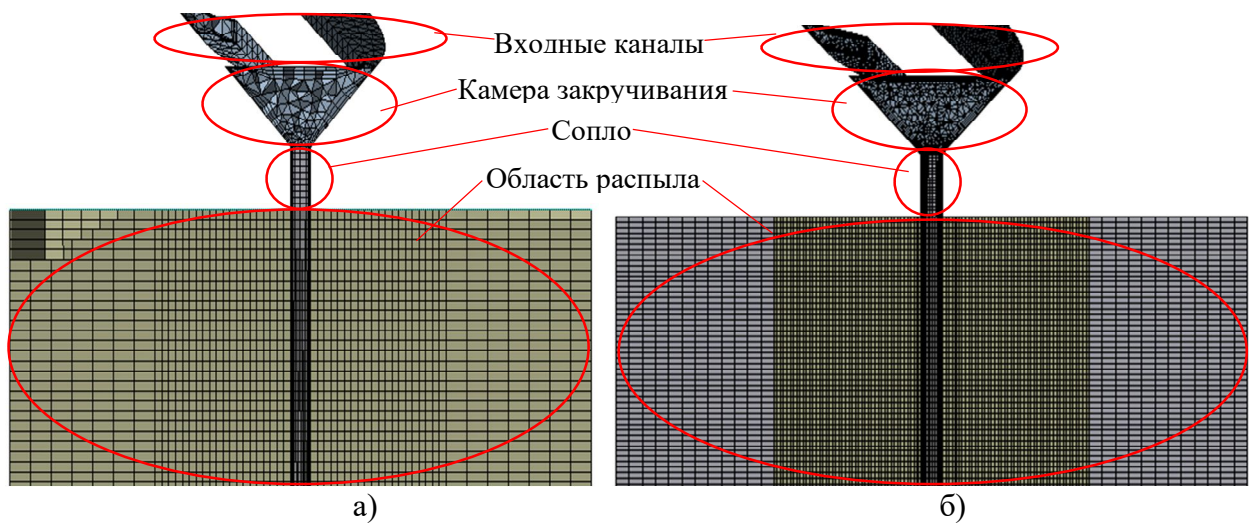 Входные каналы
Камера закручивания
Сопло
Область распыла
а)
б)